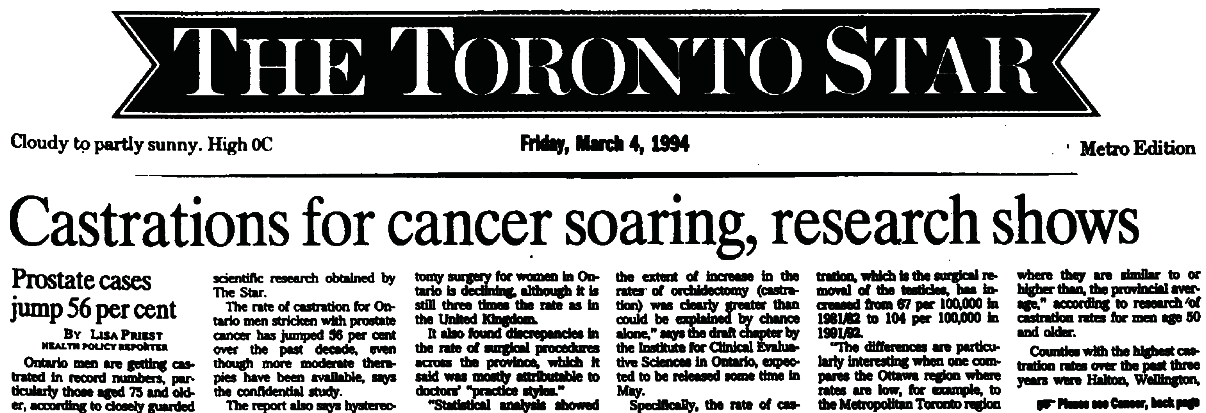 THE TORONTO STAR
Cloudy to partly sunny. High 0C
Friday, March 4, 1994
Metro Edition
Castrations for cancer soaring, research shows
Prostate cases
jump 56 per cent
BY LISA PRIEST
HEALTH POLICY REPORTER
Ontario men are getting cas-
trated in record numbers, par-
ticularly those aged 75 and old-
er, according to closely guarded
scientific research obtained by
The Star.
The rate of castration for On-
tario men stricken with prostate
cancer has jumped 56 per cent
over the past decade, even
though more moderate thera-
pies have been available, says
the confidential study.
The report also says hysterec-
tomy surgery for women in On-
tario is declining, although it is
still three times the rate as in
the United Kingdom.
It also found discrepancies in
the rate of surgical procedures
across the province, which it
said was mostly attributable to
doctors' "practice styles."
"Statistical analysis showed
the extent of increase in the
rates of orchidectomy (castra-
tion) was clearly greater than
could be explained by chance
alone," says the draft chapter by
the Institute for Clinical Evalua-
tive Sciences in Ontario, expec-
ted to be released some time in
May.
Specifically, the rate of cas-
tration, which is the surgical re-
moval of the testicles, has in-
creased from 67 per 100,000 in
1981/82 to 104 per 100,000 in
1991/92.
"The differences are particu-
larly interesting when one com-
pares the Ottawa region where
rates are low, for example, to
the Metropolitan Toronto region
where they are similar to or
higher than, the provincial aver-
age," according to research of
castration rates for men age 50
and older.
Counties with the highest cas-
tration rates over the past three
years were Halton, Wellington,
☞ Please see Cancer, back page